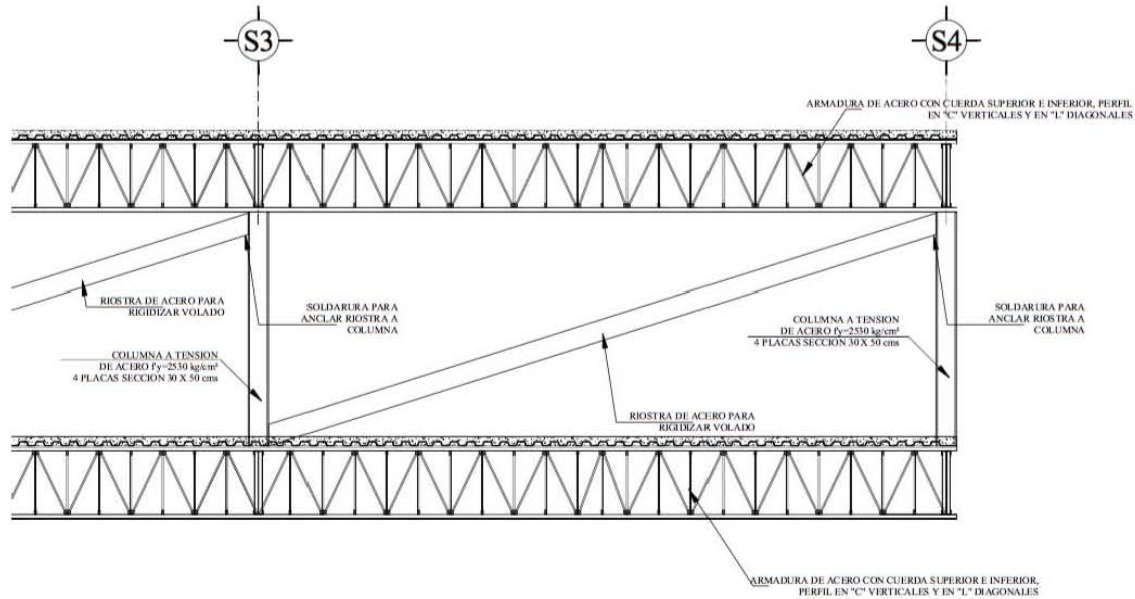 S3
S4
ARMADURA DE ACERO CON CUERDA SUPERIOR E INFERIOR, PERFIL
EN "C" VERTICALES Y EN "L" DIAGONALES
RIOSTRA DE ACERO PARA
RIGIDIZAR VOLADO
SOLDARURA PARA
ANCLAR RIOSTRA A
COLUMNA
COLUMNA A TENSION
DE ACERO fy=2530 kg/cm²
4 PLACAS SECCION 30 X 50 cms
SOLDARURA PARA
ANCLAR RIOSTRA A
COLUMNA
COLUMNA A TENSION
DE ACERO fy=2530 kg/cm²
4 PLACAS SECCION 30 X 50 cms
RIOSTRA DE ACERO PARA
RIGIDIZAR VOLADO
ARMADURA DE ACERO CON CUERDA SUPERIOR E INFERIOR,
PERFIL EN "C" VERTICALES Y EN "L" DIAGONALES